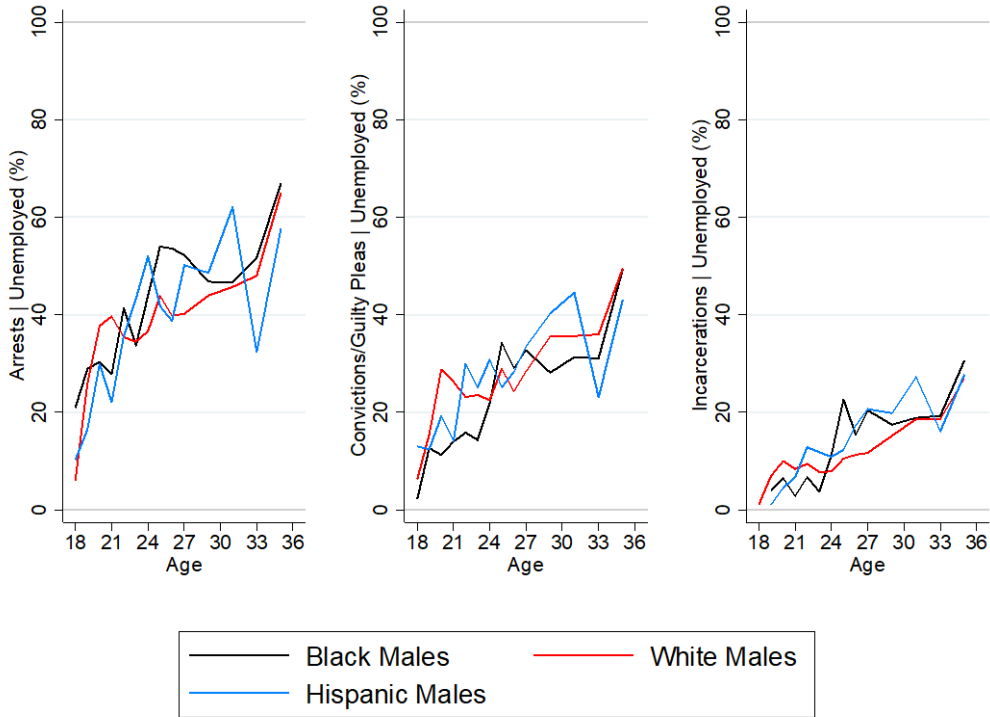 Arrests | Unemployed (%)
0 20 40 60 80 100
18 21 24 27 30 33 36
Age
Convictions/Guilty Pleas | Unemployed (%)
0 20 40 60 80 100
18 21 24 27 30 33 36
Age
Incarcerations | Unemployed (%)
0 20 40 60 80 100
18 21 24 27 30 33 36
Age
Black Males White Males
Hispanic Males